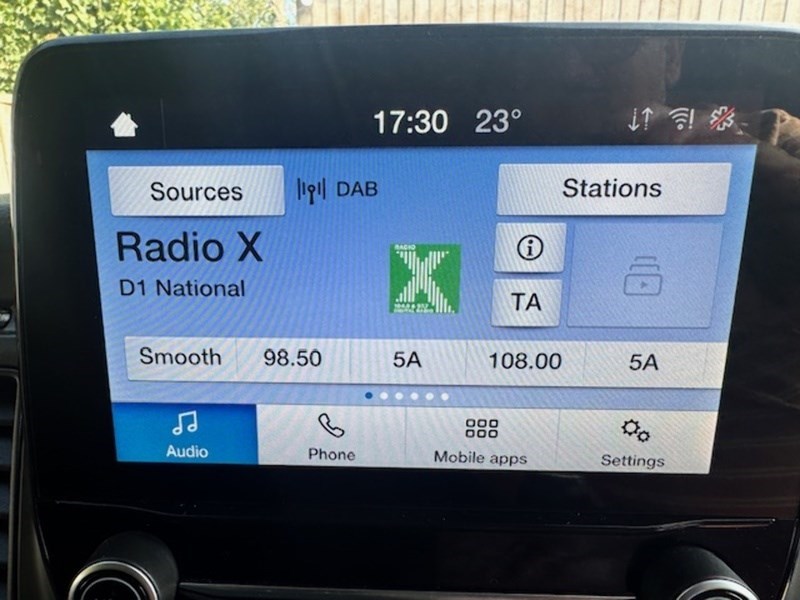 17:30 23°
Sources DAB Stations
Radio X
D1 National
RADIO
X
TA
Smooth 98.50 5A 108.00 5A
Audio Phone Mobile apps Settings